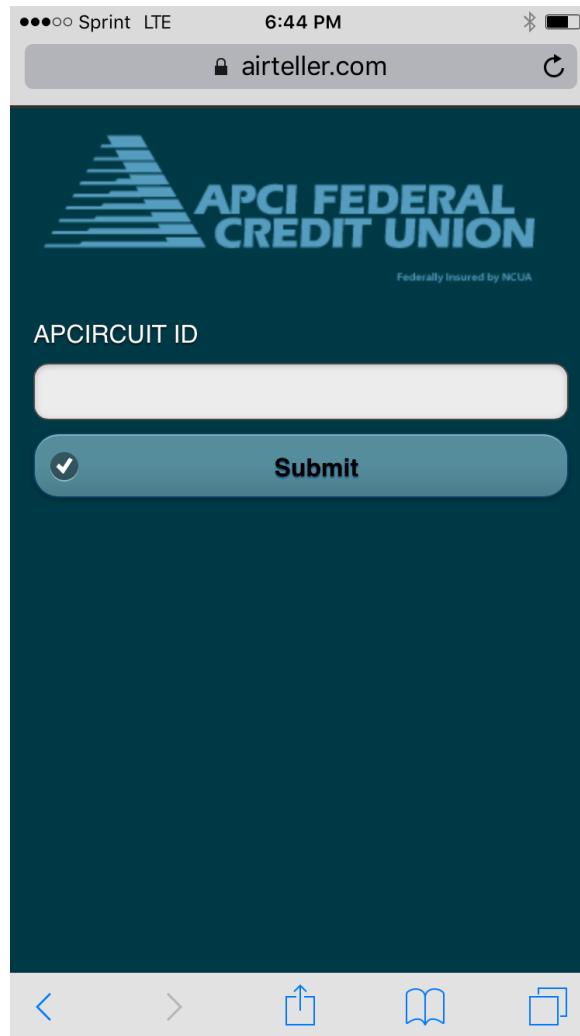 Sprint LTE 6:44 PM
airteller.com
APCI FEDERAL
CREDIT UNION
Federally Insured by NCUA
APCIRCUIT ID
Submit